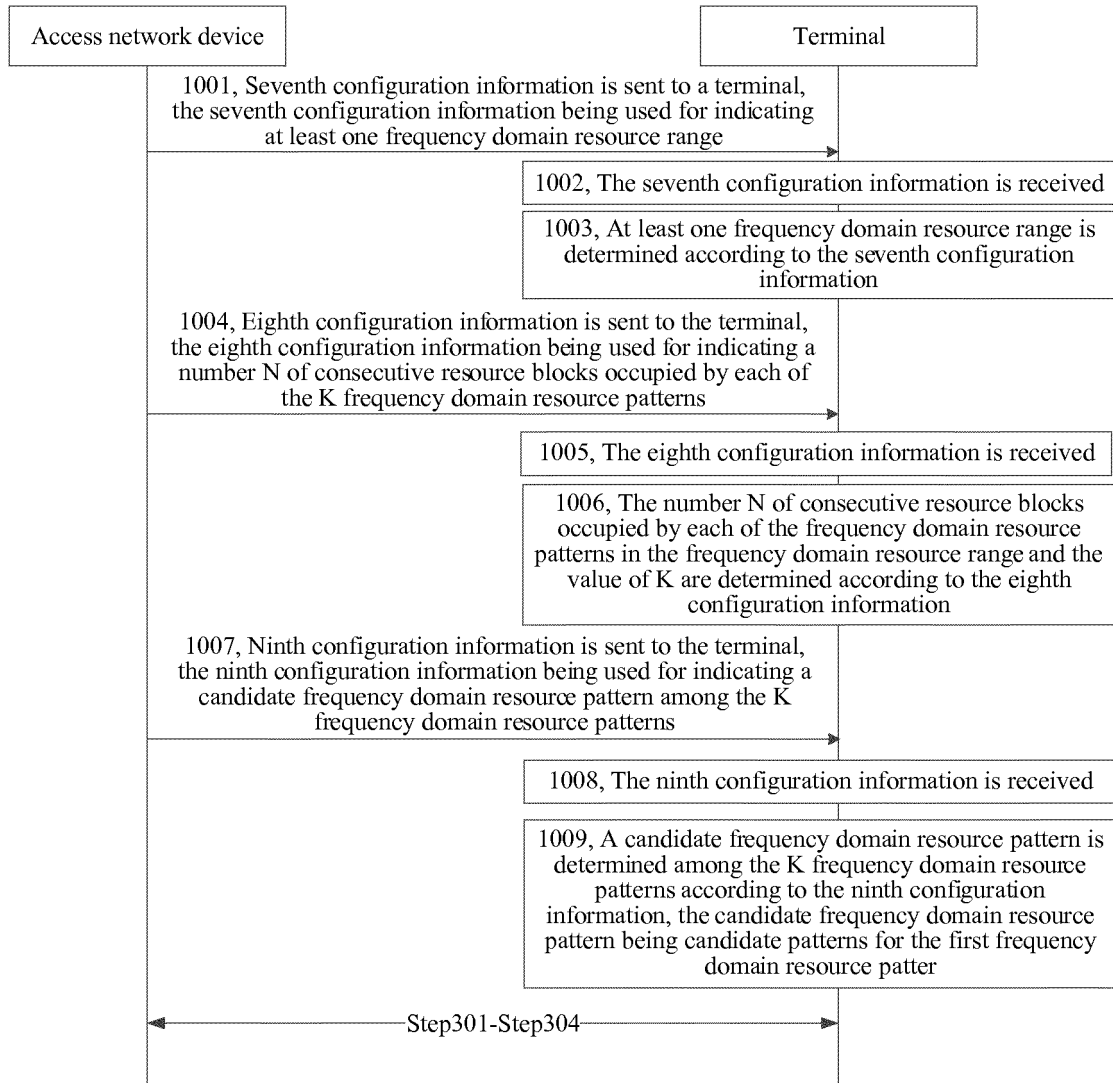 Access network device
Terminal
1001, Seventh configuration information is sent to a terminal,
the seventh configuration information being used for indicating
at least one frequency domain resource range
1002, The seventh configuration information is received
1003, At least one frequency domain resource range is
determined according to the seventh configuration
information
1004, Eighth configuration information is sent to the terminal,
the eighth configuration information being used for indicating a
number N of consecutive resource blocks occupied by each of
the K frequency domain resource patterns
1005, The eighth configuration information is received
1006, The number N of consecutive resource blocks
occupied by each of the frequency domain resource
patterns in the frequency domain resource range and the
value of K are determined according to the eighth
configuration information
1007, Ninth configuration information is sent to the terminal,
the ninth configuration information being used for indicating a
candidate frequency domain resource pattern among the K
frequency domain resource patterns
1008, The ninth configuration information is received
1009, A candidate frequency domain resource pattern is
determined among the K frequency domain resource
patterns according to the ninth configuration
information, the candidate frequency domain resource
pattern being candidate patterns for the first frequency
domain resource patter
Step301-Step304